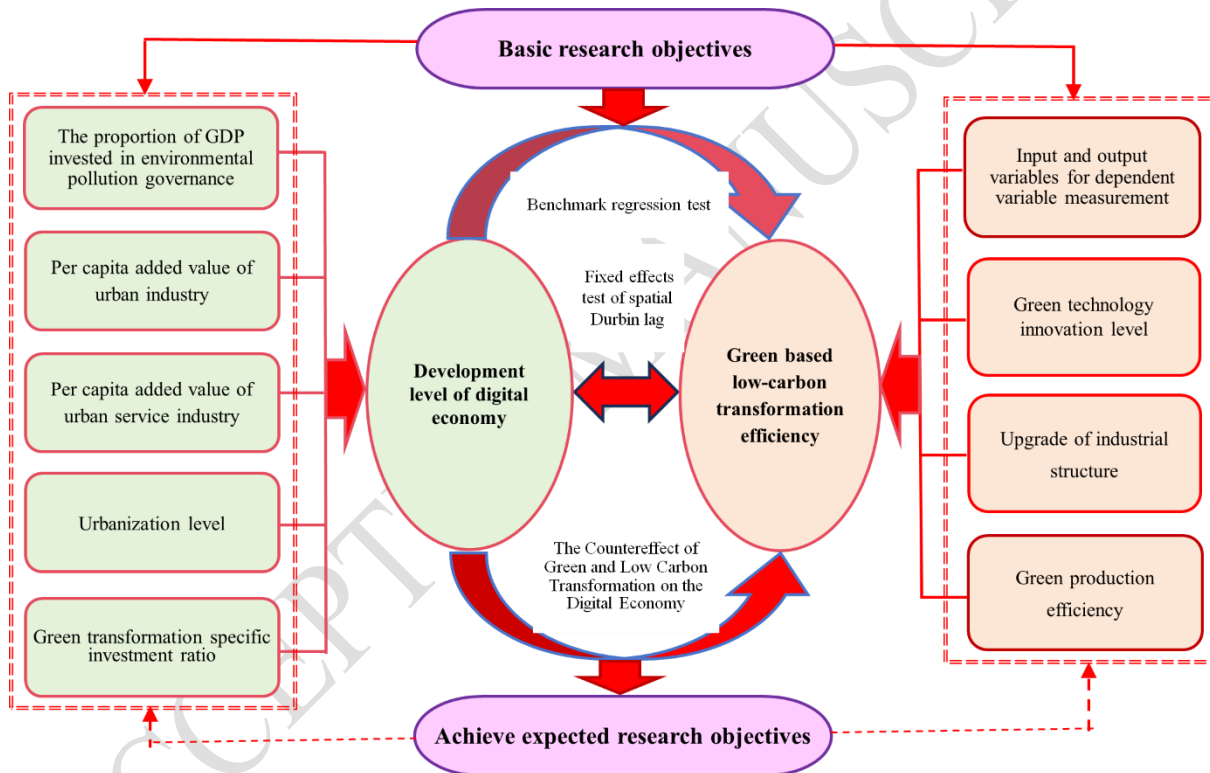 Basic research objectives
The proportion of GDP
invested in environmental
pollution governance
Per capita added value of
urban industry
Per capita added value of
urban service industry
Urbanization level
Green transformation specific
investment ratio
Benchmark regression test
Fixed effects
test of spatial
Durbin lag
Development
level of digital
economy
Green based
low-carbon
transformation
efficiency
The Countereffect of
Green and Low Carbon
Transformation on the
Digital Economy
Input and output
variables for dependent
variable measurement
Green technology
innovation level
Upgrade of industrial
structure
Green production
efficiency
Achieve expected research objectives